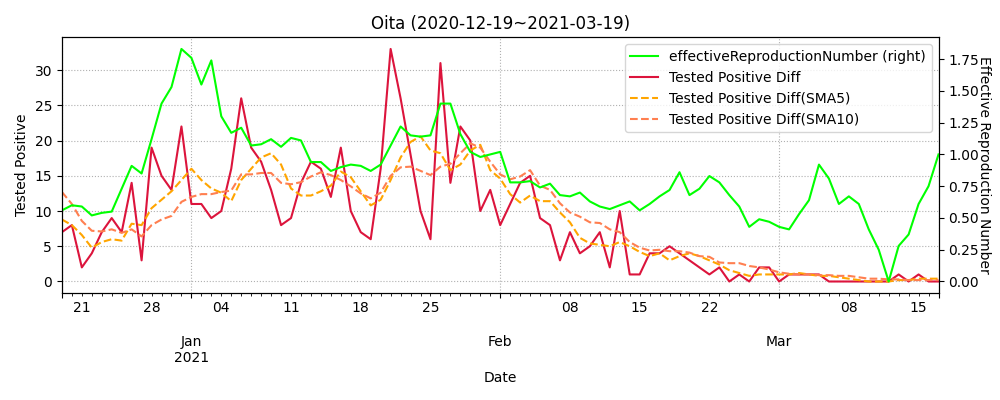 Oita (2020-12-19~2021-03-19)
effectiveReproductionNumber (right)
Tested Positive Diff
Tested Positive Diff(SMA5)
Tested Positive Diff(SMA10)
Tested Positive
30
25
20
15
10
5
0
Effective Reproduction Number
1.75
1.50
1.25
1.00
0.75
0.50
0.25
0.00
21 28 04 11 18 25 08 15 22 08 15
Jan Feb Mar
2021
Date